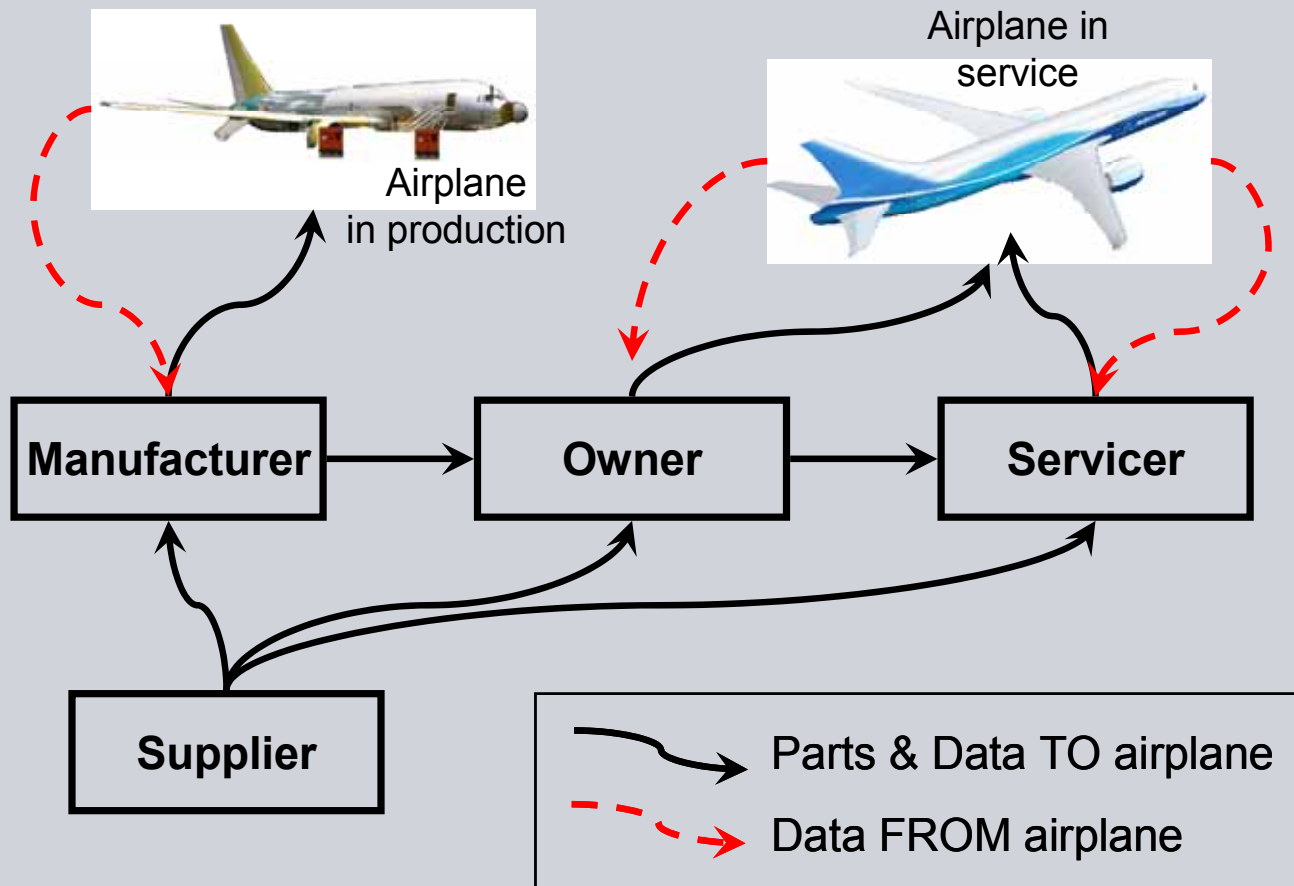 Airplane in
service
Airplane
in production
Manufacturer
Owner
Servicer
Supplier
Parts & Data TO airplane
Data FROM airplane